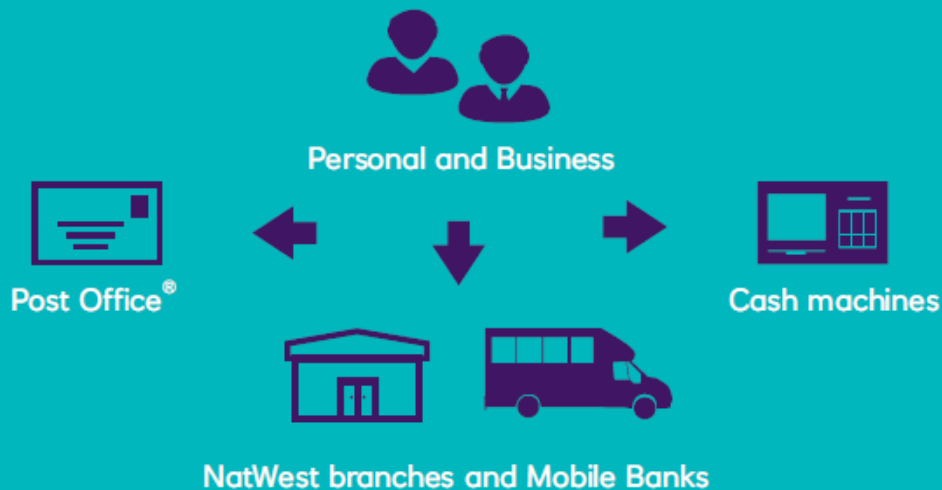 Personal and Business
Post Office®
Cash machines
NatWest branches and Mobile Banks